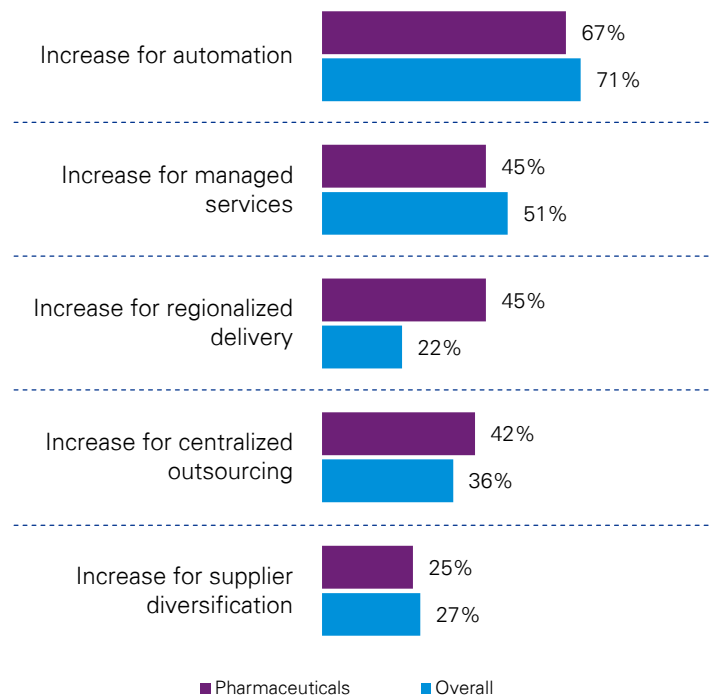 67%
Increase for automation
71%
45%
Increase for managed
services
51%
45%
Increase for regionalized
delivery
22%
42%
Increase for centralized
outsourcing
36%
25%
Increase for supplier
diversification
27%
Pharmaceuticals
Overall